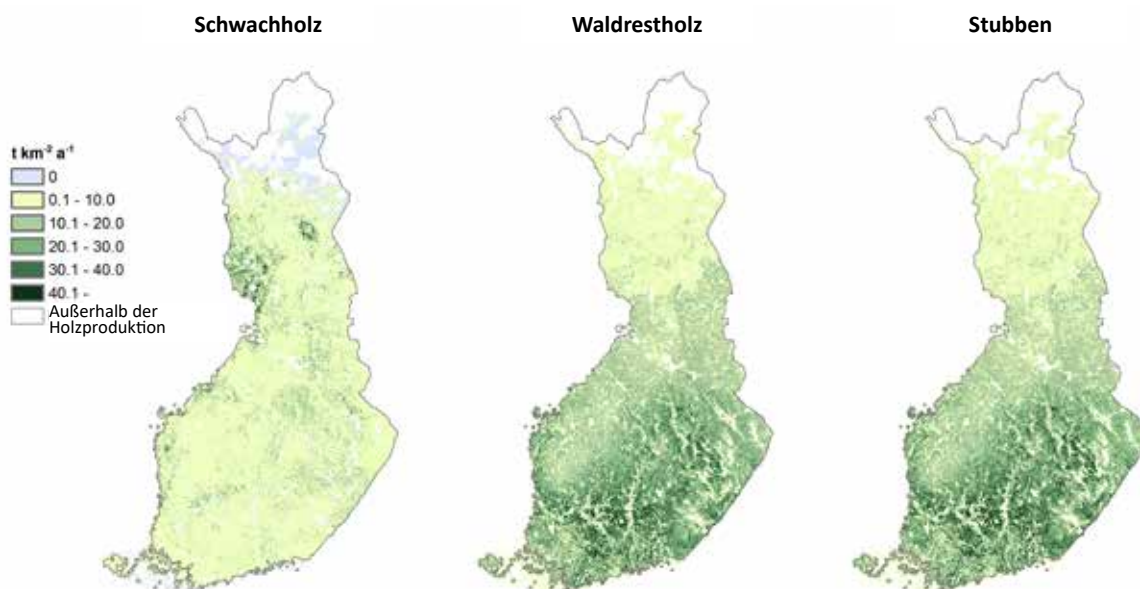 Schwachholz
Waldrestholz
Stubben
t km⁻² a⁻¹
0
0.1 - 10.0
10.1 - 20.0
20.1 - 30.0
30.1 - 40.0
40.1 -
Außerhalb der
Holzproduktion